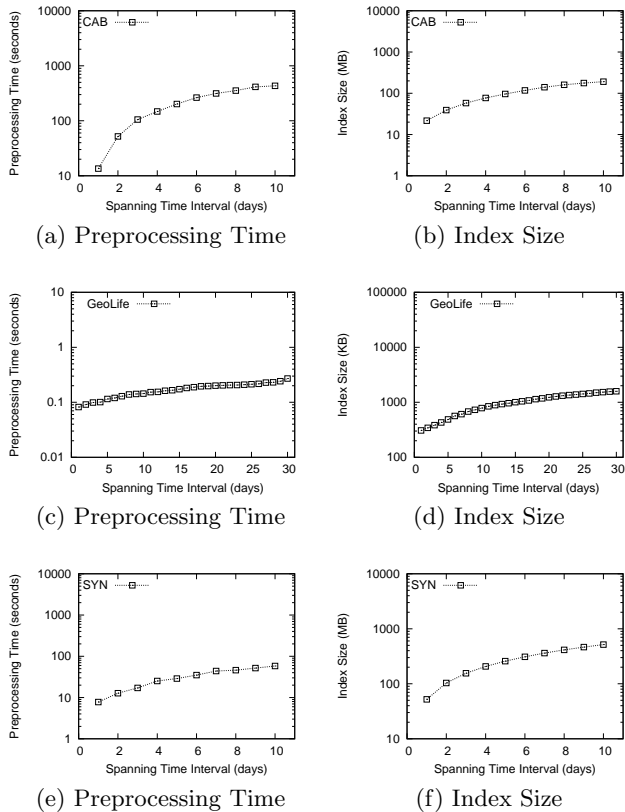 CAB
Preprocessing Time (seconds)
10000
1000
100
10
0 2 4 6 8 10
Spanning Time Interval (days)
(a) Preprocessing Time
CAB
Index Size (MB)
10000
1000
100
10
1
0 2 4 6 8 10
Spanning Time Interval (days)
(b) Index Size
GeoLife
Preprocessing Time (seconds)
10
1
0.1
0.01
0 5 10 15 20 25 30
Spanning Time Interval (days)
(c) Preprocessing Time
GeoLife
Index Size (KB)
100000
10000
1000
100
0 5 10 15 20 25 30
Spanning Time Interval (days)
(d) Index Size
SYN
Preprocessing Time (seconds)
10000
1000
100
10
1
0 2 4 6 8 10
Spanning Time Interval (days)
(e) Preprocessing Time
SYN
Index Size (MB)
10000
1000
100
10
0 2 4 6 8 10
Spanning Time Interval (days)
(f) Index Size